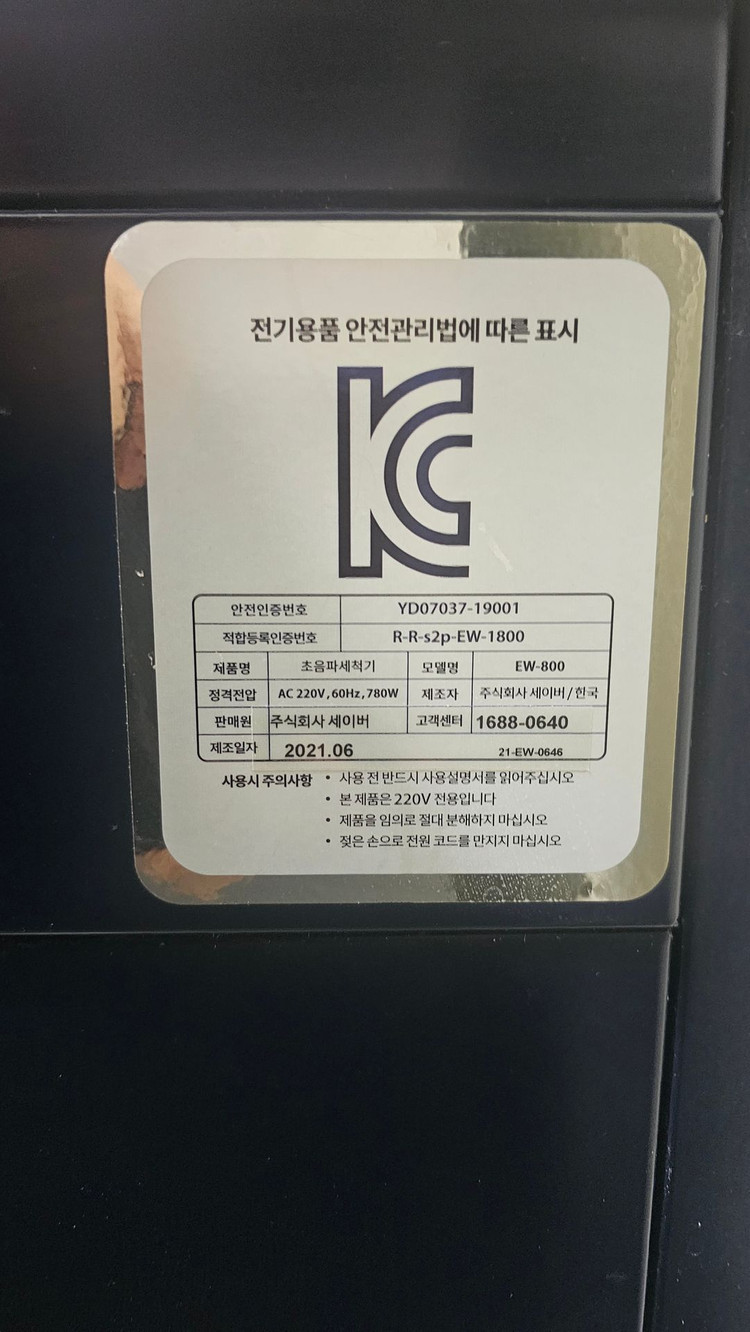 전기용품 안전관리법에 따른 표시
KC
안전인증번호 YD07037-19001
적합등록인증번호 R-R-s2p-EW-1800
제품명 초음파세척기 모델명 EW-800
정격전압 AC 220V, 60Hz, 780W 제조자 주식회사 세이버 / 한국
판매원 주식회사 세이버 고객센터 1688-0640
제조일자 2021.06 21-EW-0646
사용시 주의사항 • 사용 전 반드시 사용설명서를 읽어주십시오
• 본 제품은 220V 전용입니다
• 제품을 임의로 절대 분해하지 마십시오
• 젖은 손으로 전원 코드를 만지지 마십시오